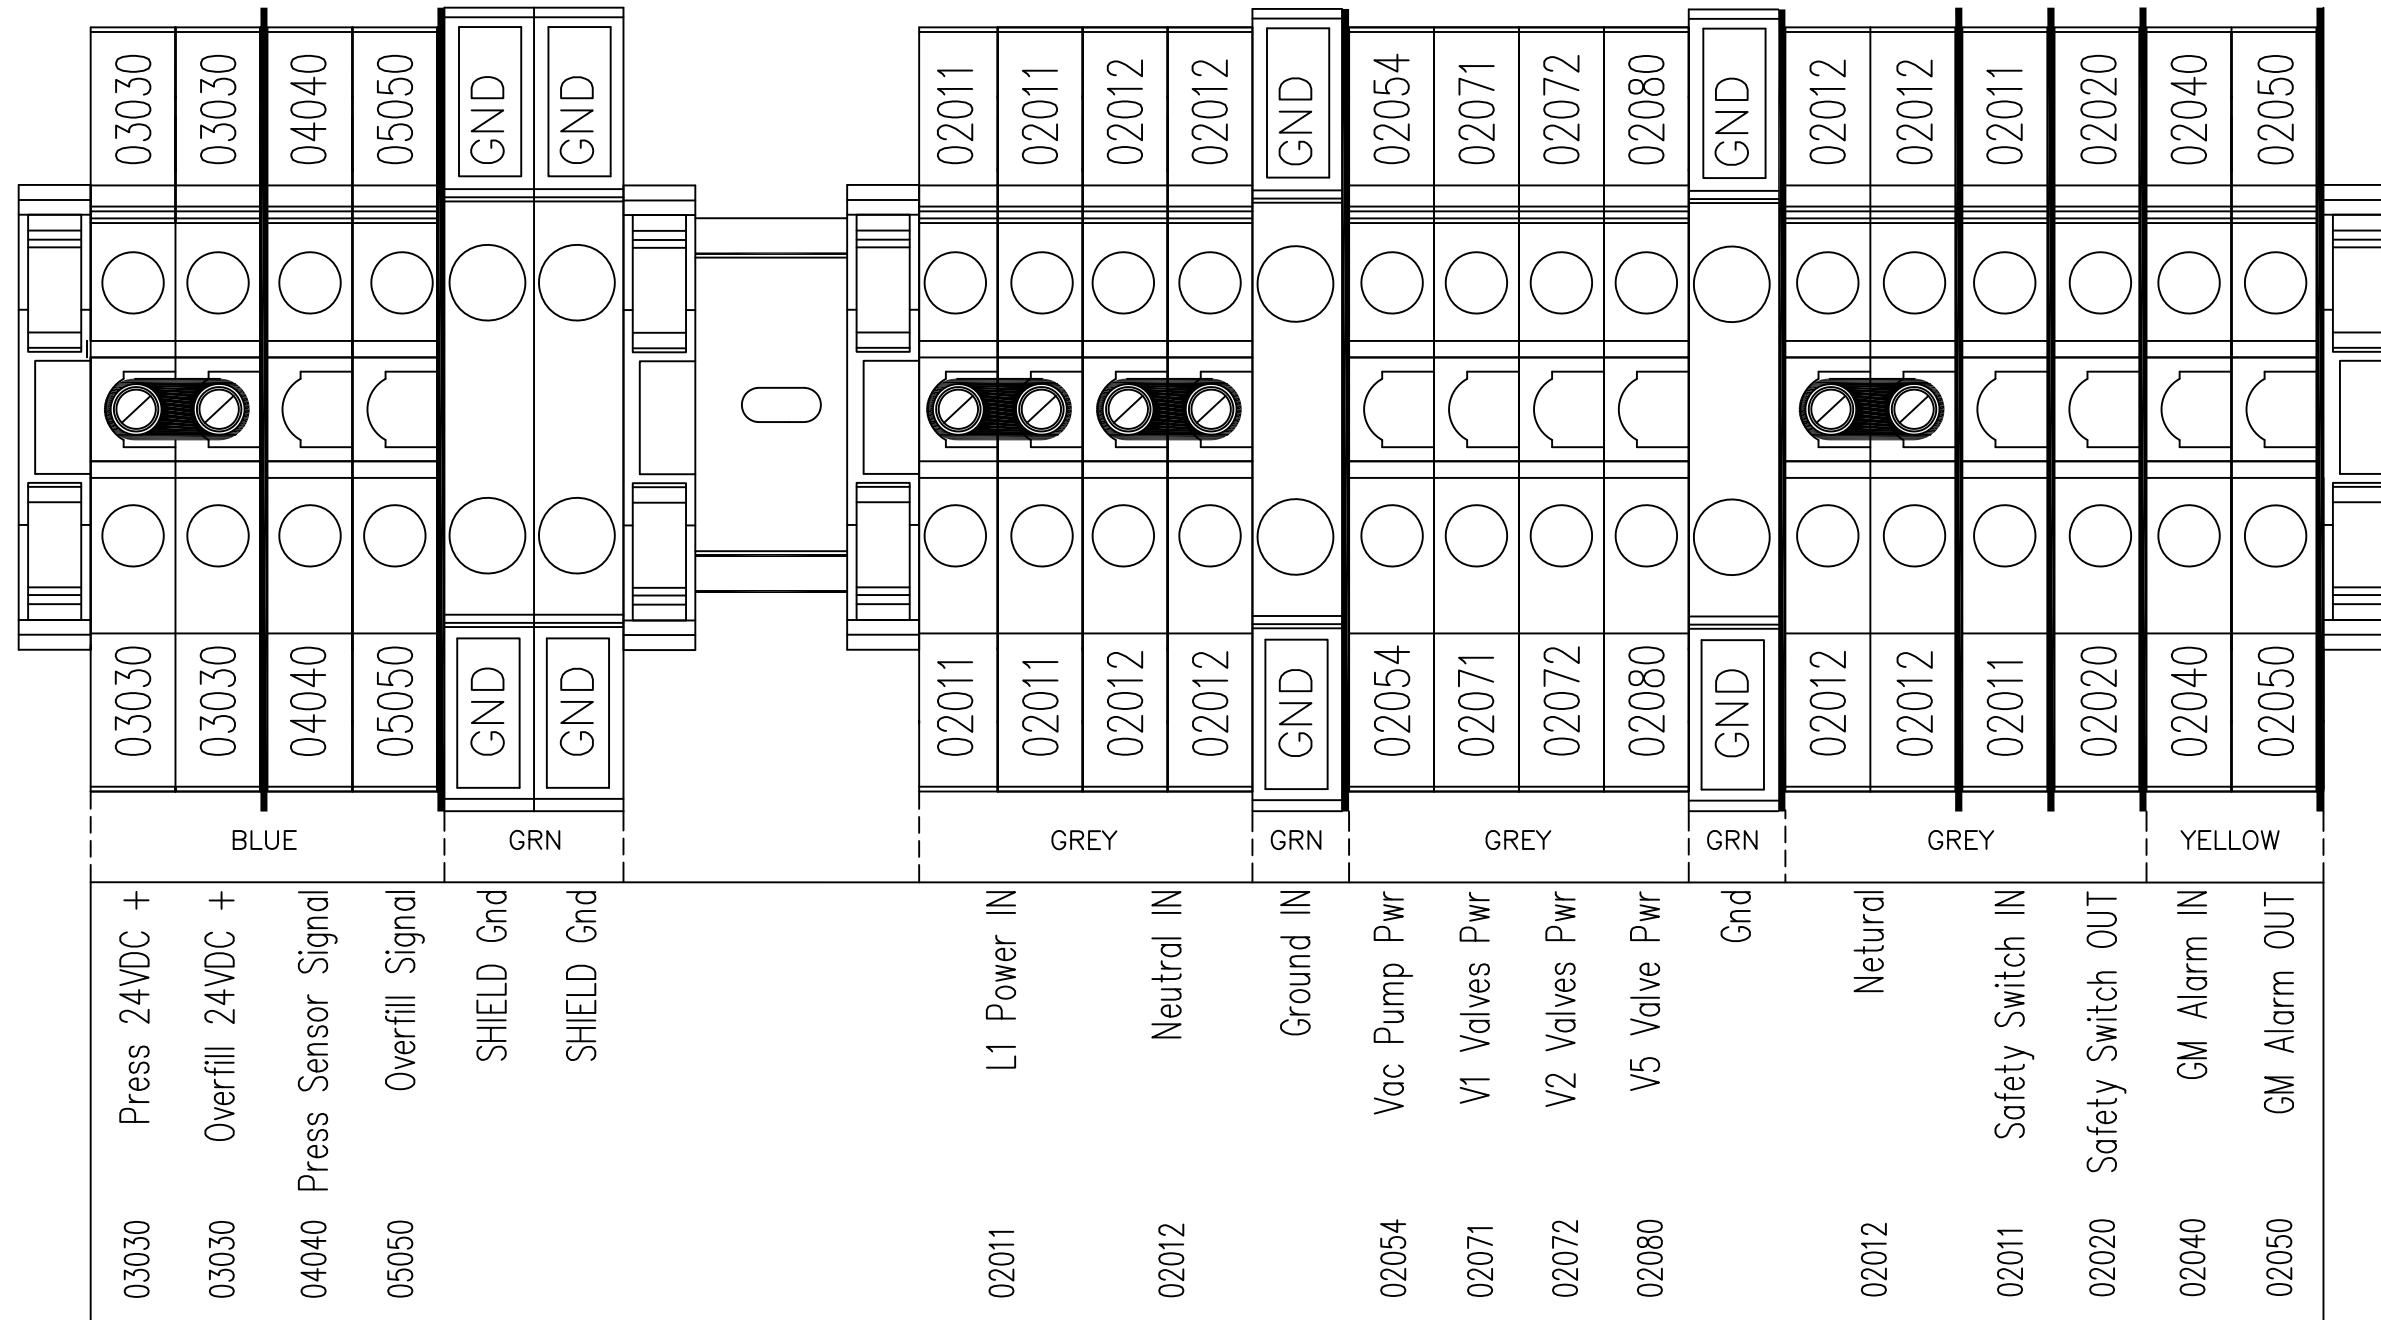 03030
03030
04040
05050
GND
GND
02011
02011
02012
02012
GND
02054
02071
02072
02080
GND
02012
02012
02011
02020
02040
02050
03030
03030
04040
05050
GND
GND
02011
02011
02012
02012
GND
02054
02071
02072
02080
GND
02012
02012
02011
02020
02040
02050
BLUE
GRN
GREY
GRN
GREY
GRN
GREY
YELLOW
03030 Press 24VDC +
03030 Overfill 24VDC +
04040 Press Sensor Signal
05050 Overfill Signal
SHIELD Gnd
SHIELD Gnd
02011 L1 Power IN
02012 Neutral IN
Ground IN
02054 Vac Pump Pwr
02071 V1 Valves Pwr
02072 V2 Valves Pwr
02080 V5 Valve Pwr
Gnd
02012 Netural
02011 Safety Switch IN
02020 Safety Switch OUT
02040 GM Alarm IN
02050 GM Alarm OUT